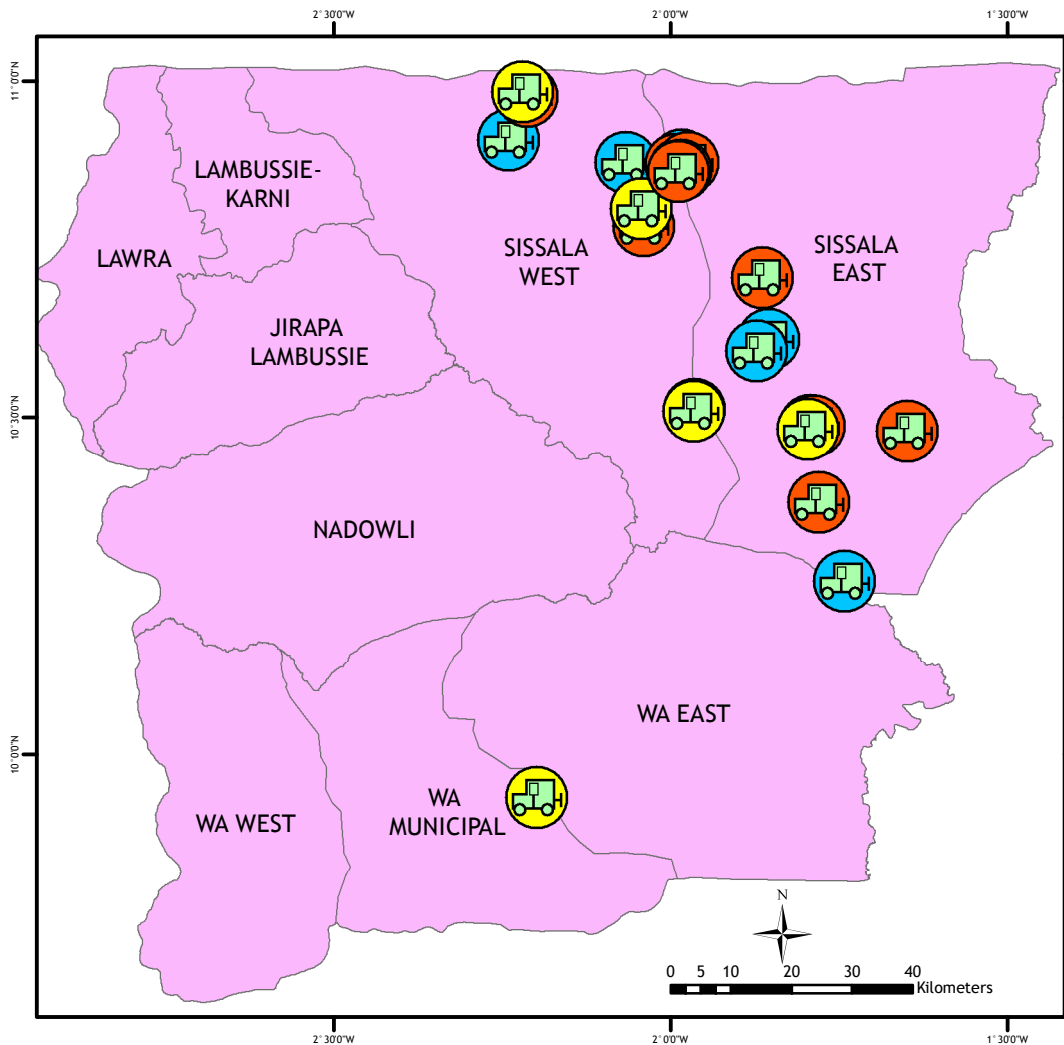 2°30'0"W
2°0'0"W
1°30'0"W
11°0'0"N
10°30'0"N
10°0'0"N
LAMBUSSIE-
KARNI
LAWRA
SISSALA
WEST
SISSALA
EAST
JIRAPA
LAMBUSSIE
NADOWLI
WA EAST
WA
MUNICIPAL
WA WEST
N
0 5 10 20 30 40
Kilometers
2°30'0"W
2°0'0"W
1°30'0"W